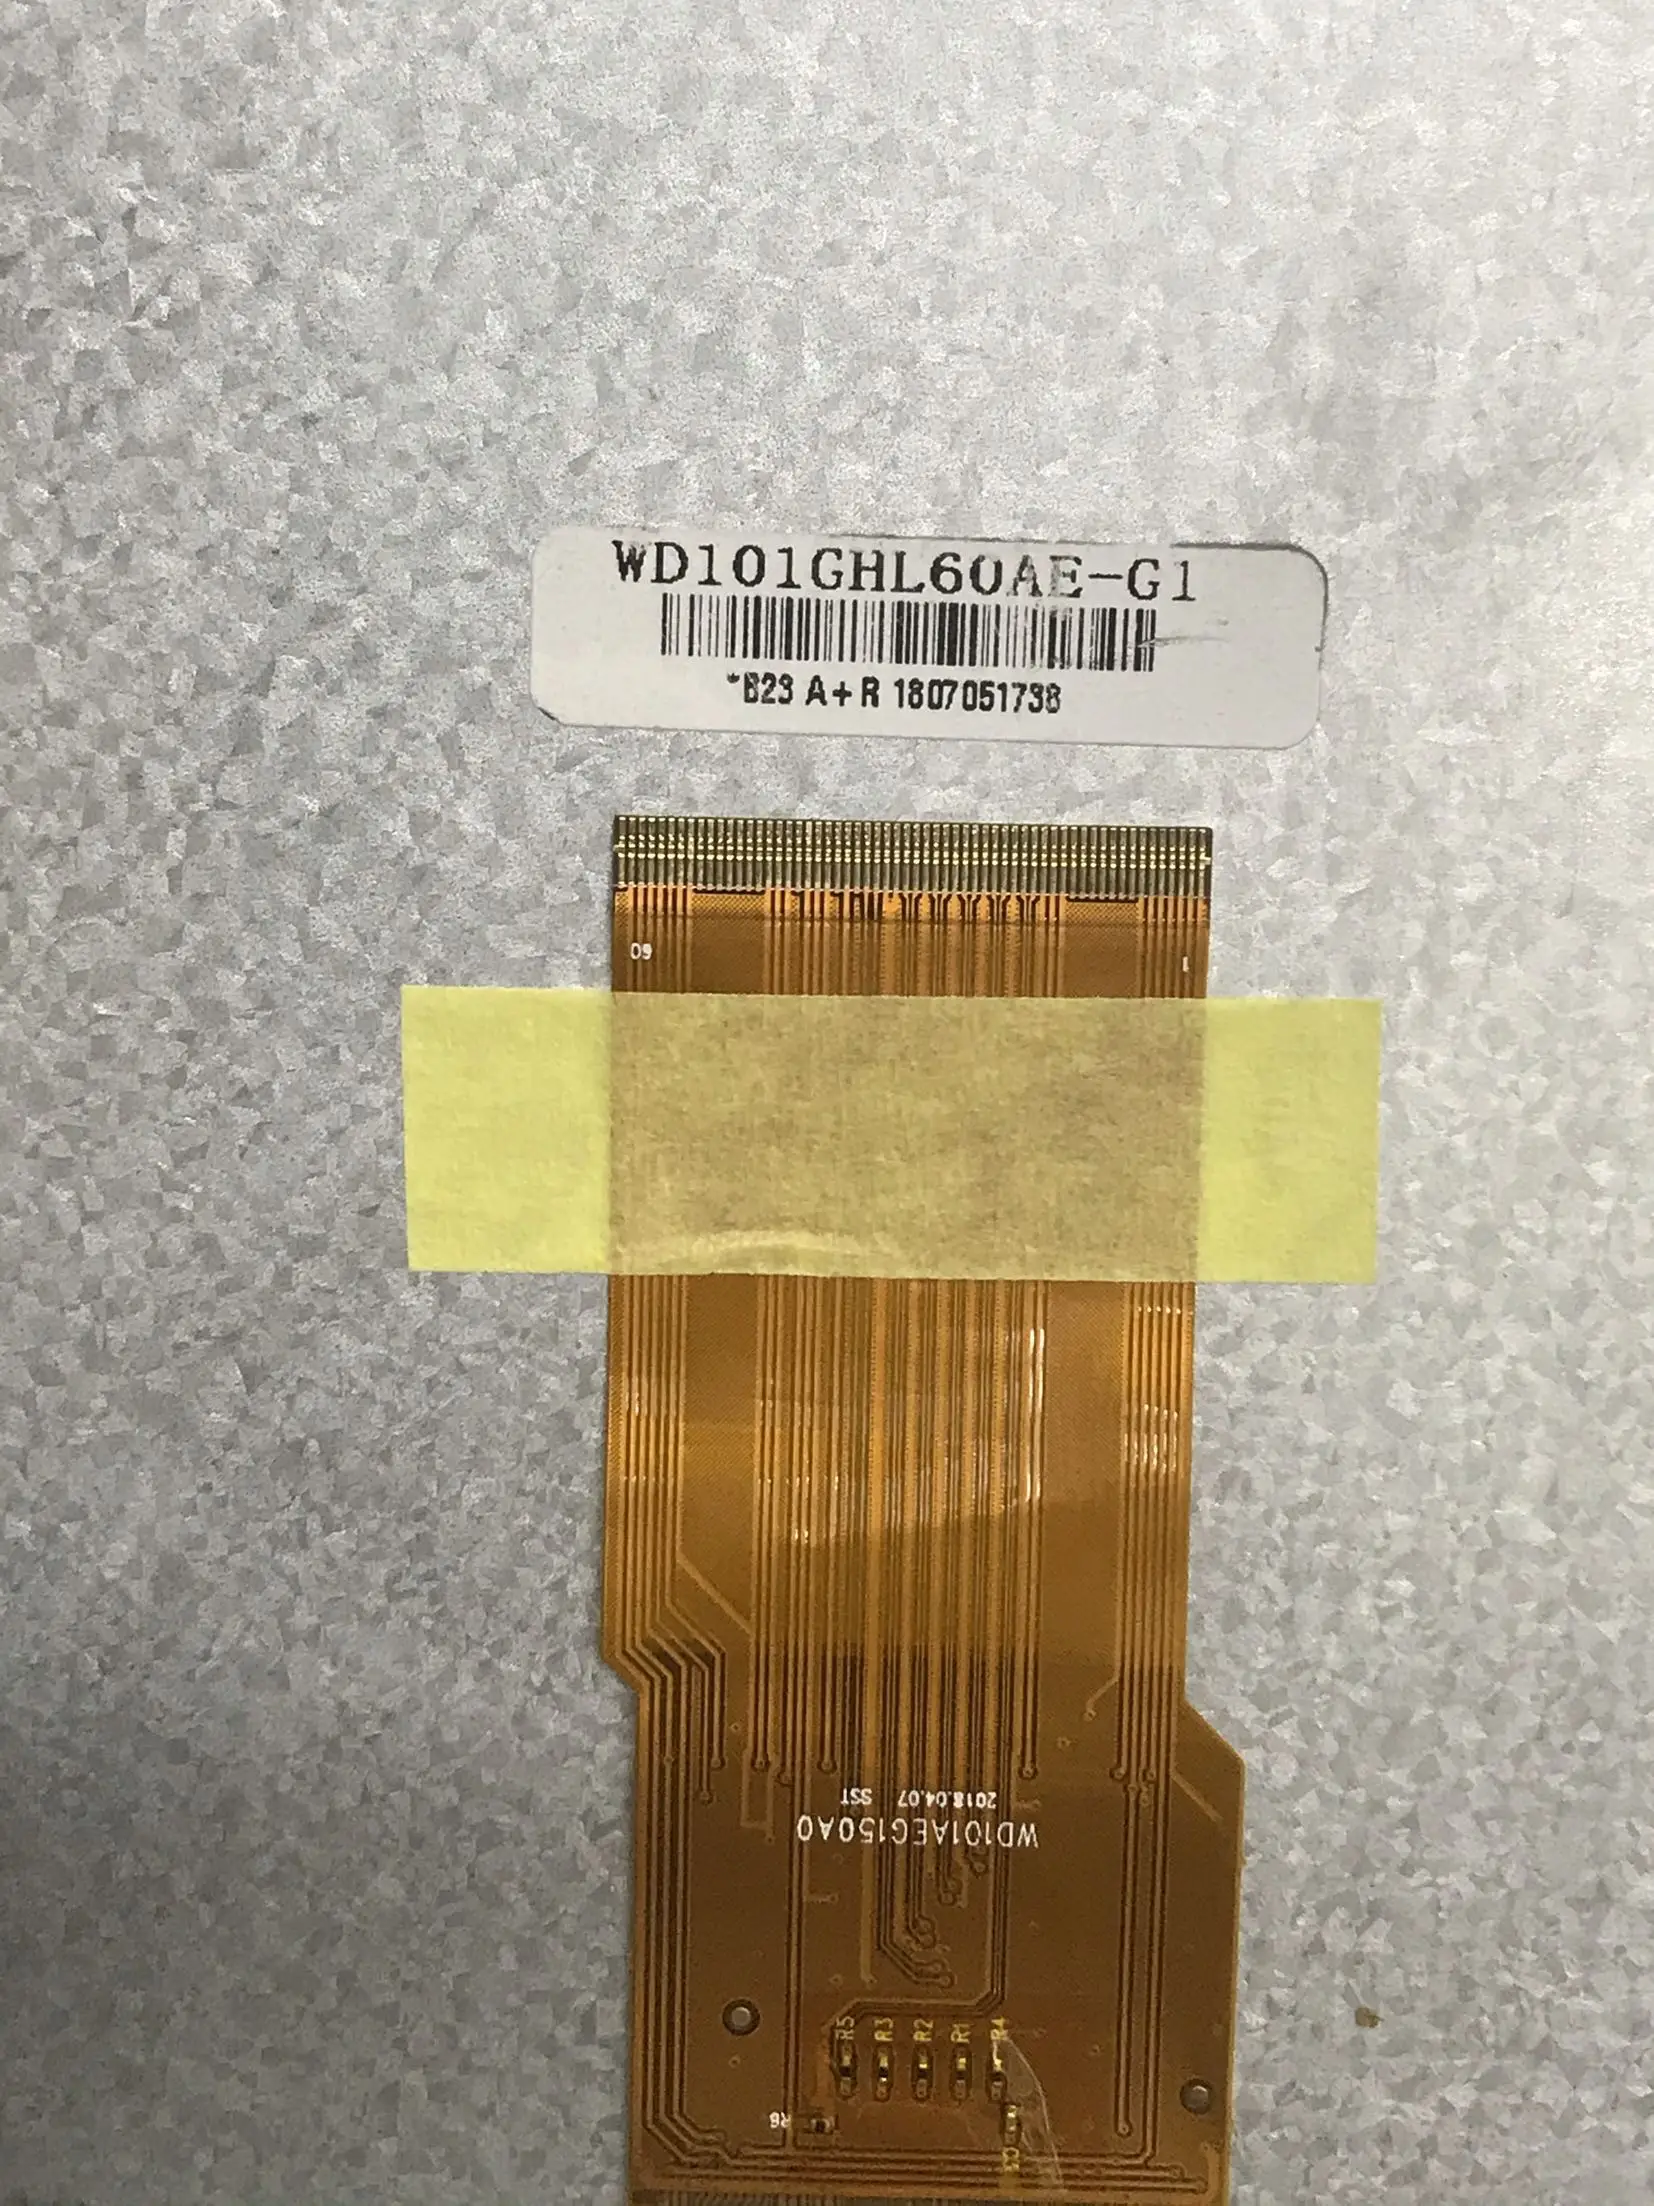 WD101GHL60AE-G1
*B23 A+R 1807051738
60
1
2018.04.07 SST
WD101AEG150A0
R5 R3 R2 R1 R4
R6